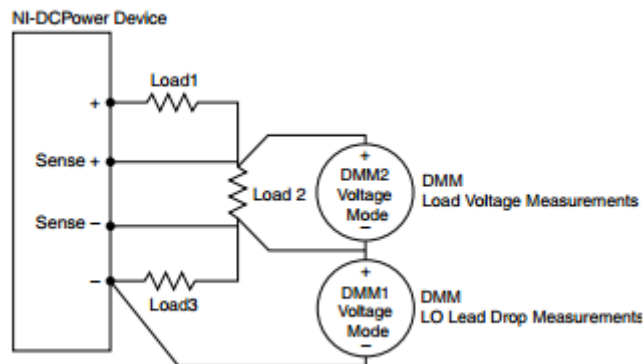 NI-DCPower Device
Load1
+
Sense +
+
DMM2
Voltage
Mode
−
DMM
Load Voltage Measurements
Load 2
Sense −
−
Load3
+
DMM1
Voltage
Mode
−
DMM
LO Lead Drop Measurements